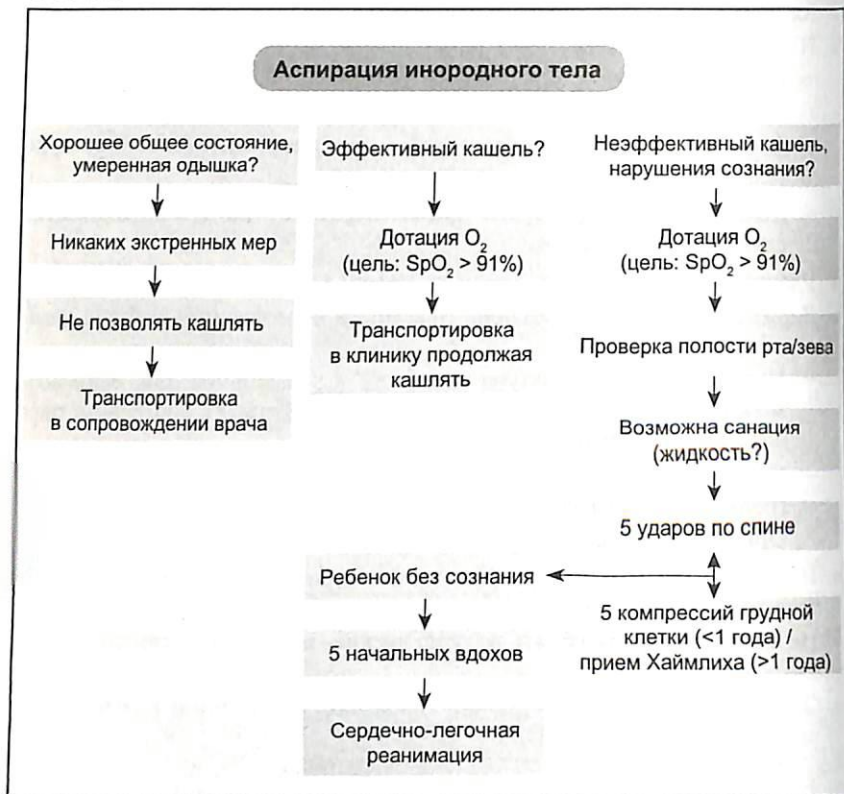 Аспирация инородного тела
Хорошее общее состояние,
умеренная одышка?
Никаких экстренных мер
Не позволять кашлять
Транспортировка
в сопровождении врача
Эффективный кашель?
Дотация O₂
(цель: SpO₂ > 91%)
Транспортировка
в клинику продолжая
кашлять
Неэффективный кашель,
нарушения сознания?
Дотация O₂
(цель: SpO₂ > 91%)
Проверка полости рта/зева
Возможна санация
(жидкость?)
5 ударов по спине
5 компрессий грудной
клетки (<1 года) /
прием Хаймлиха (>1 года)
Ребенок без сознания
5 начальных вдохов
Сердечно-легочная
реанимация